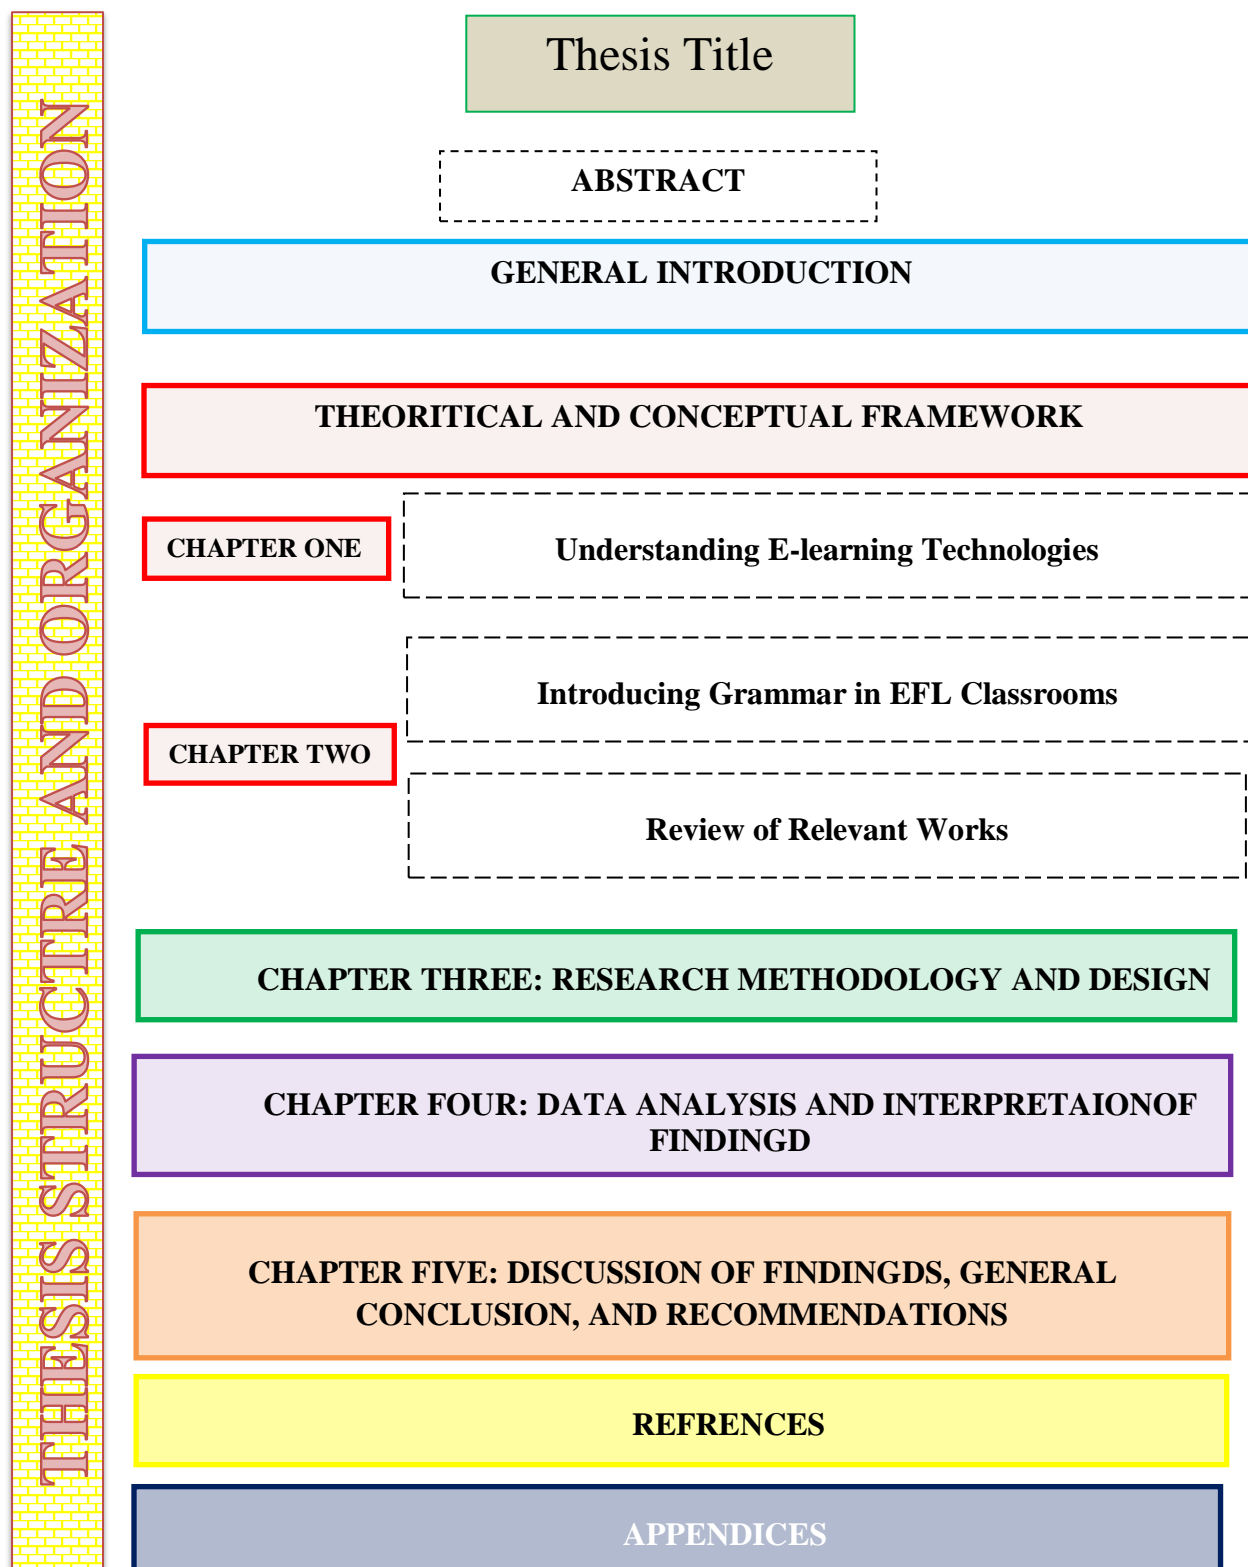 THESIS STRUCTRE AND ORGANIZATION
Thesis Title
ABSTRACT
GENERAL INTRODUCTION
THEORITICAL AND CONCEPTUAL FRAMEWORK
CHAPTER ONE
Understanding E-learning Technologies
Introducing Grammar in EFL Classrooms
CHAPTER TWO
Review of Relevant Works
CHAPTER THREE: RESEARCH METHODOLOGY AND DESIGN
CHAPTER FOUR: DATA ANALYSIS AND INTERPRETAIONOF
FINDINGD
CHAPTER FIVE: DISCUSSION OF FINDINGDS, GENERAL
CONCLUSION, AND RECOMMENDATIONS
REFRENCES
APPENDICES